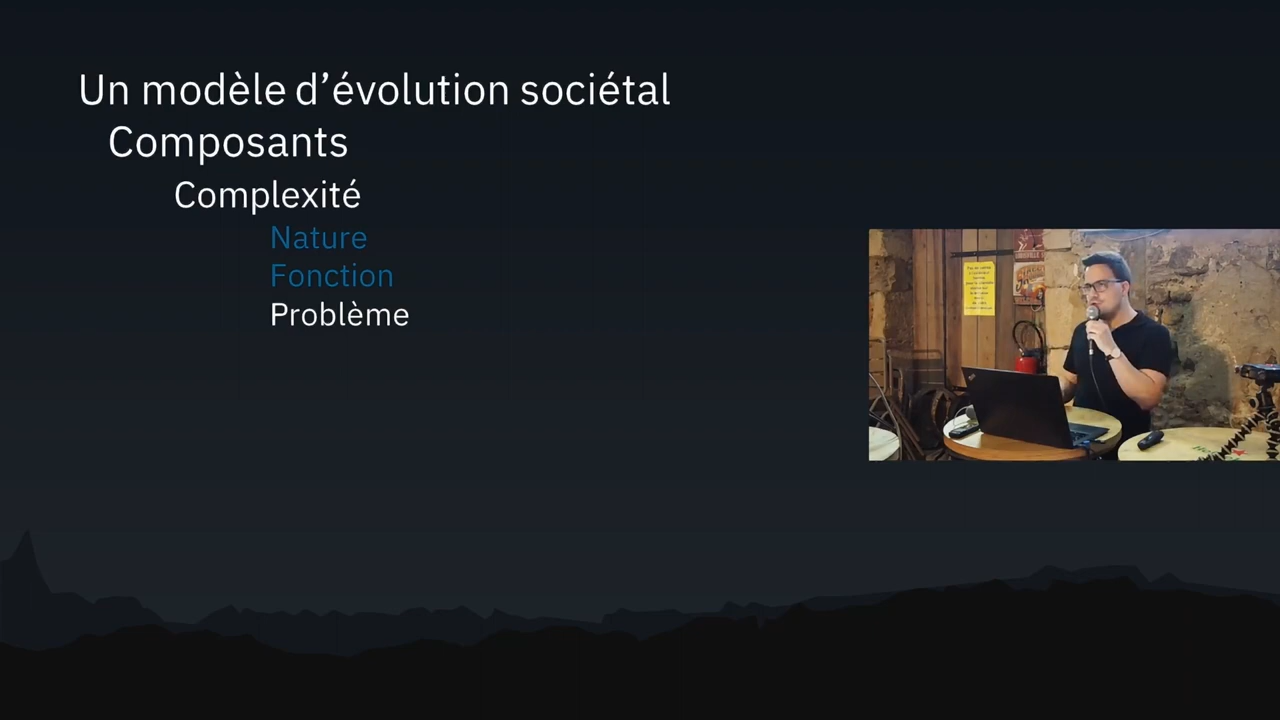 Un modèle d’évolution sociétal
Composants
Complexité
Nature
Fonction
Problème